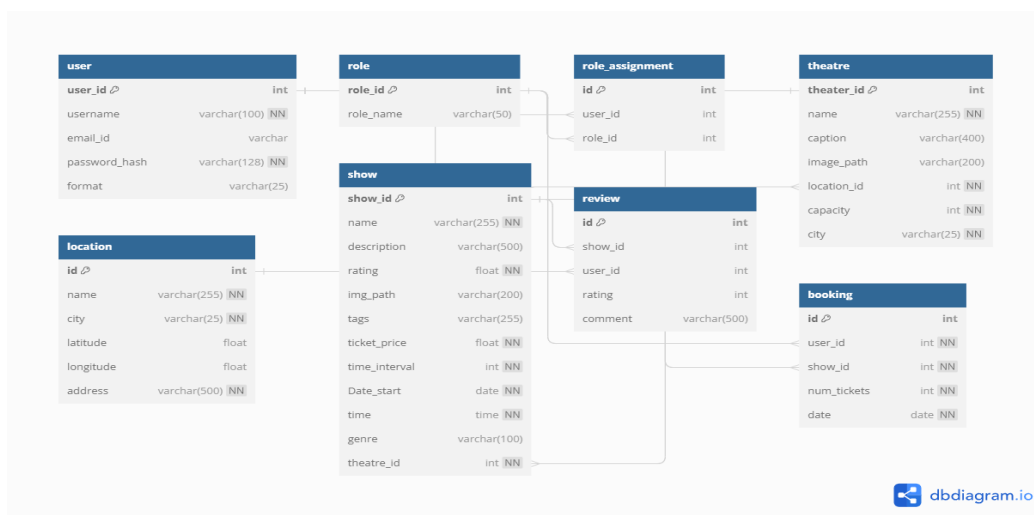 user
user_id int
username varchar(100) NN
email_id varchar
password_hash varchar(128) NN
format varchar(25)
location
id int
name varchar(255) NN
city varchar(25) NN
latitude float
longitude float
address varchar(500) NN
role
role_id int
role_name varchar(50)
show
show_id int
name varchar(255) NN
description varchar(500)
rating float NN
img_path varchar(200)
tags varchar(255)
ticket_price float NN
time_interval int NN
Date_start date NN
time time NN
genre varchar(100)
theatre_id int NN
role_assignment
id int
user_id int
role_id int
review
id int
show_id int
user_id int
rating int
comment varchar(500)
theatre
theater_id int
name varchar(255) NN
caption varchar(400)
image_path varchar(200)
location_id int NN
capacity int NN
city varchar(25) NN
booking
id int
user_id int NN
show_id int NN
num_tickets int NN
date date NN
dbdiagram.io